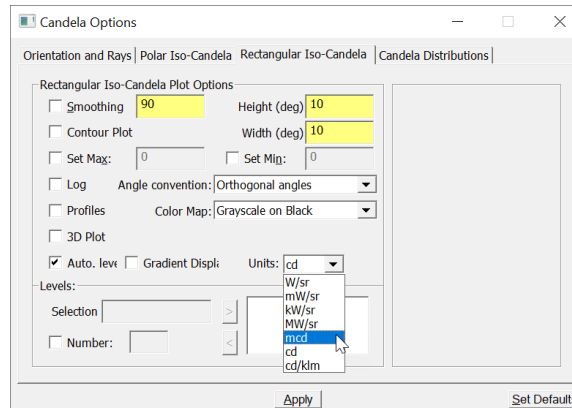 Candela Options
Orientation and Rays Polar Iso-Candela Rectangular Iso-Candela Candela Distributions
Rectangular Iso-Candela Plot Options
Smoothing 90 Height (deg) 10
Contour Plot Width (deg) 10
Set Max: 0 Set Min: 0
Log Angle convention: Orthogonal angles
Profiles Color Map: Grayscale on Black
3D Plot
Auto. leve Gradient Displa Units: cd
W/sr
Levels:
mW/sr
Selection > kW/sr
MW/sr
mcd
Number: < cd
cd/klm
Apply Set Default